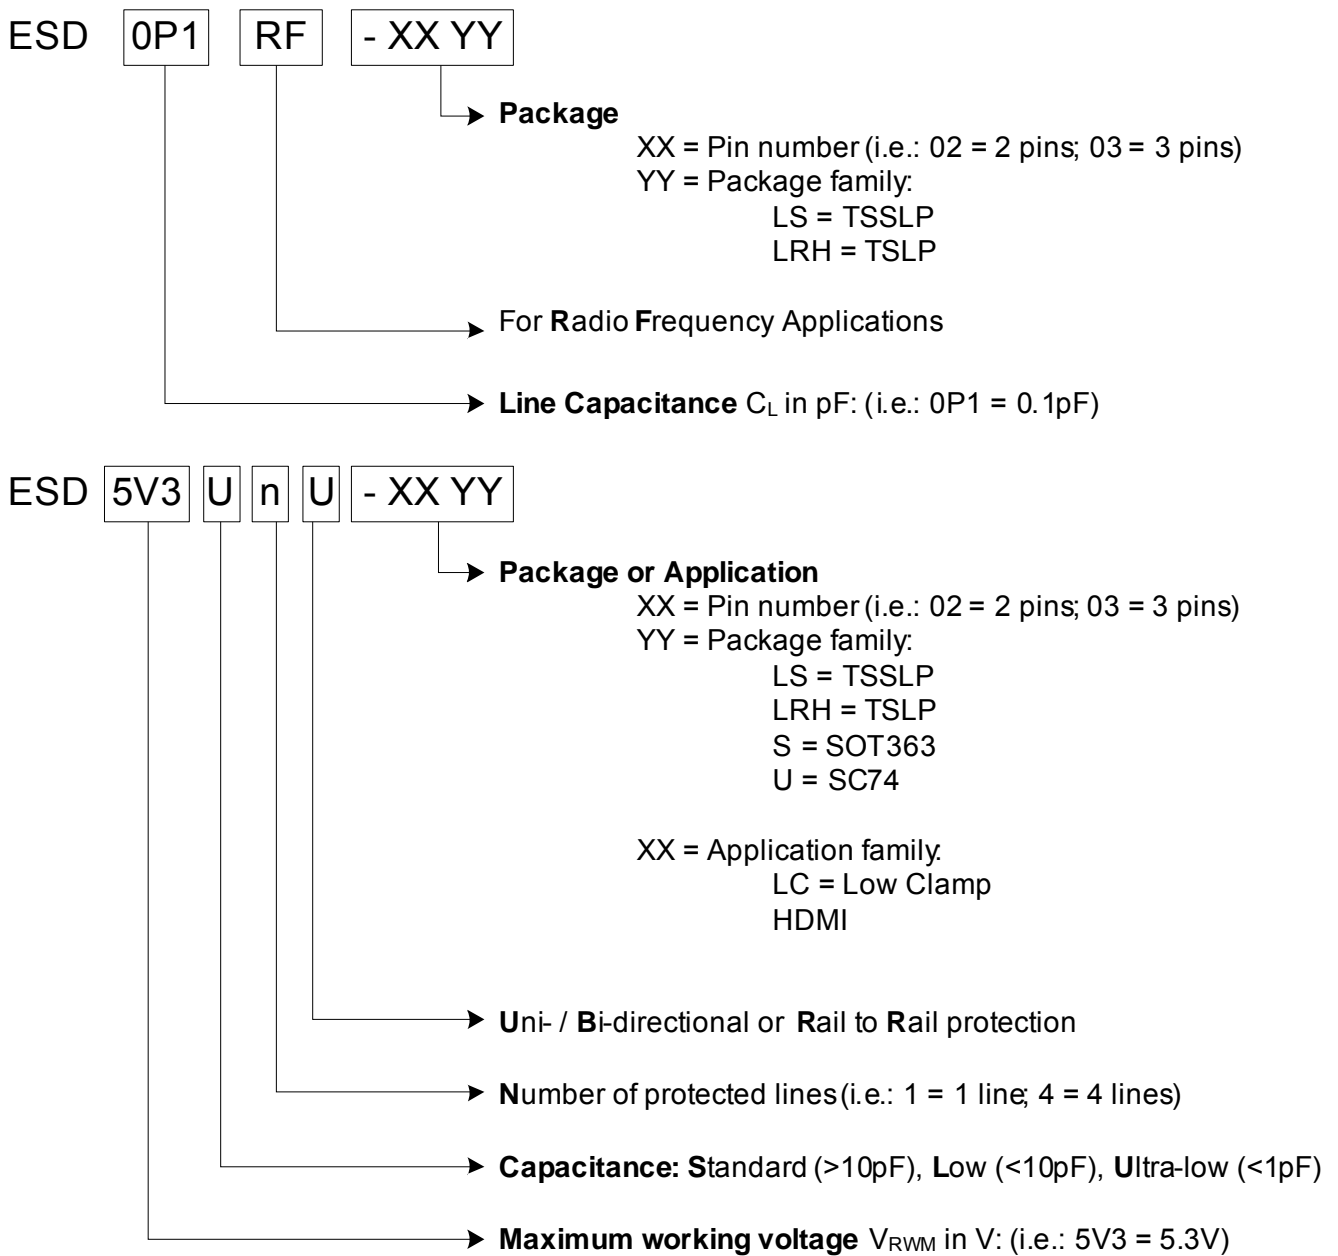 ESD 0P1 RF - XX YY
Package
XX = Pin number (i.e.: 02 = 2 pins; 03 = 3 pins)
YY = Package family:
LS = TSSLP
LRH = TSLP
For Radio Frequency Applications
Line Capacitance CL in pF: (i.e.: 0P1 = 0.1pF)
ESD 5V3 U n U - XX YY
Package or Application
XX = Pin number (i.e.: 02 = 2 pins; 03 = 3 pins)
YY = Package family:
LS = TSSLP
LRH = TSLP
S = SOT363
U = SC74
XX = Application family:
LC = Low Clamp
HDMI
Uni- / Bi-directional or Rail to Rail protection
Number of protected lines (i.e.: 1 = 1 line; 4 = 4 lines)
Capacitance: Standard (>10pF), Low (<10pF), Ultra-low (<1pF)
Maximum working voltage VRWM in V: (i.e.: 5V3 = 5.3V)